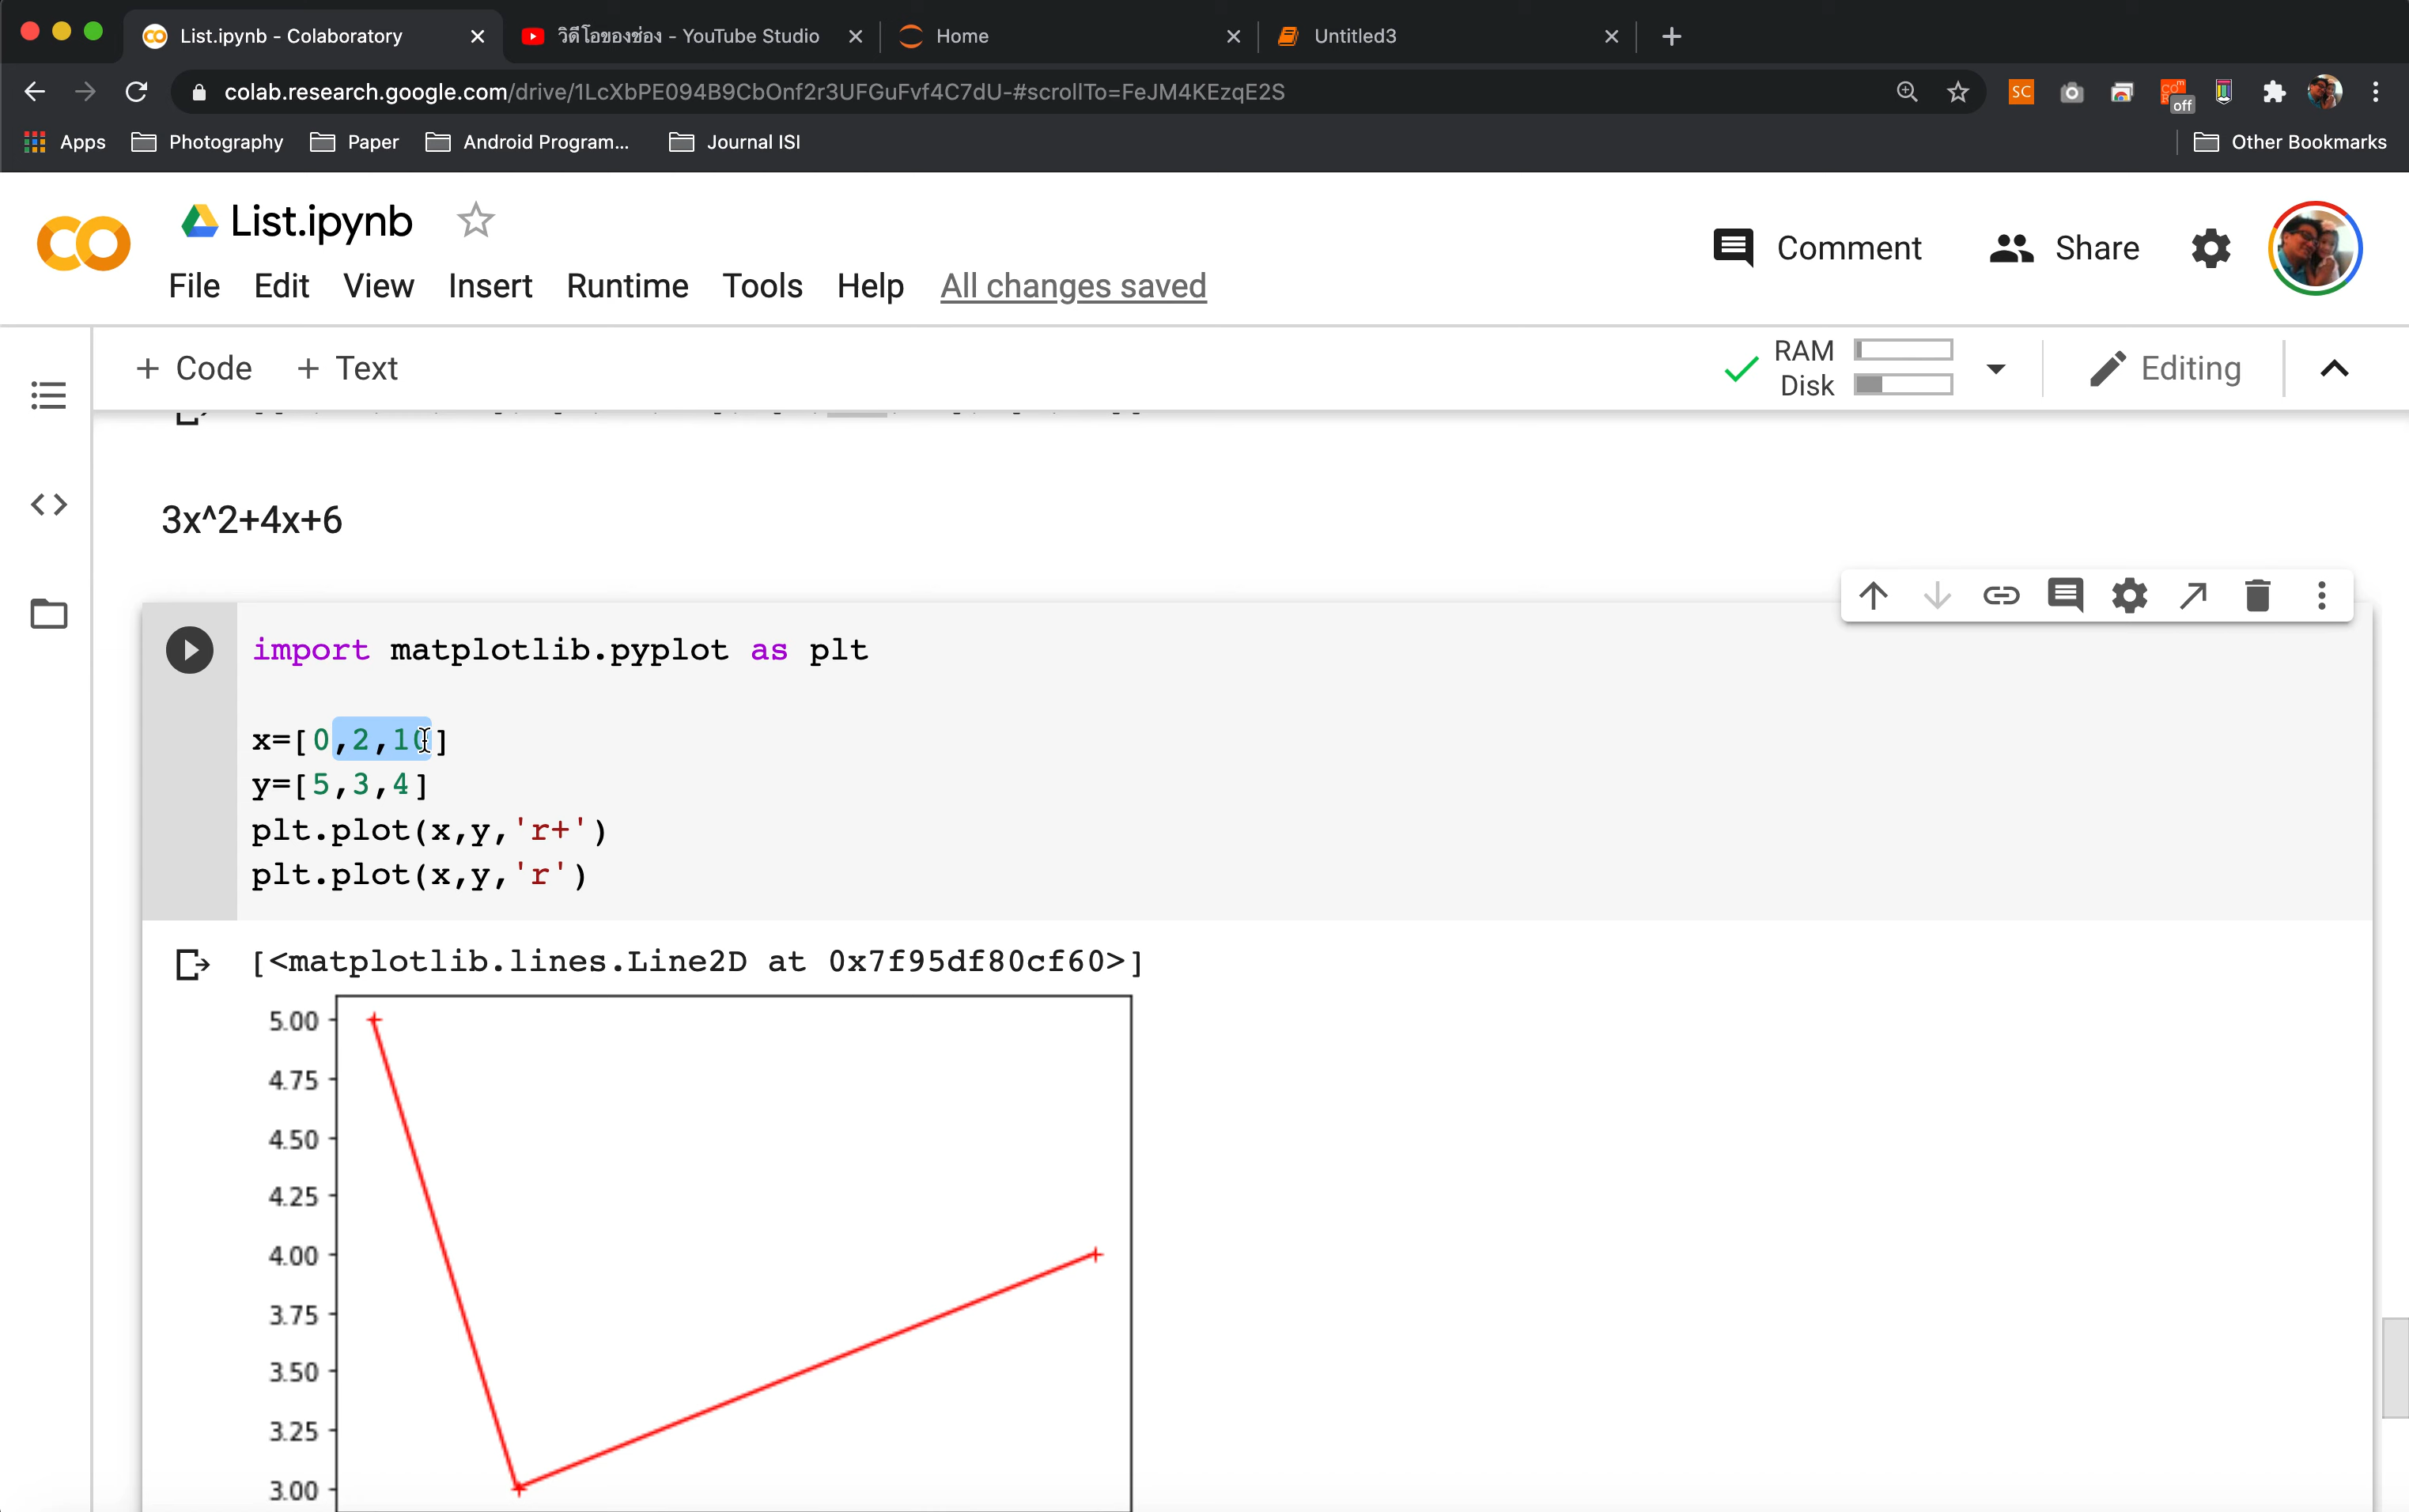 List.ipynb - Colaboratory
วิดีโอของช่อง - YouTube Studio
Home
Untitled3
colab.research.google.com/drive/1LcXbPE094B9CbOnf2r3UFGuFvf4C7dU-#scrollTo=FeJM4KEzqE2S
SC
off
Apps
Photography
Paper
Android Program...
Journal ISI
Other Bookmarks
List.ipynb
Comment
Share
File Edit View Insert Runtime Tools Help All changes saved
+ Code + Text
RAM
Disk
Editing
3x^2+4x+6
import matplotlib.pyplot as plt
x=[0,2,10]
y=[5,3,4]
plt.plot(x,y,'r+')
plt.plot(x,y,'r')
[<matplotlib.lines.Line2D at 0x7f95df80cf60>]
5.00
4.75
4.50
4.25
4.00
3.75
3.50
3.25
3.00